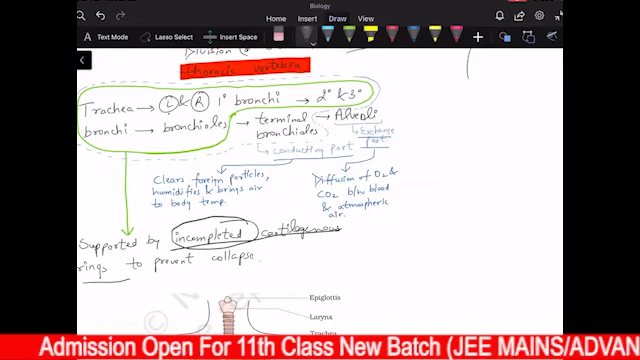 Biology
Home Insert Draw View
Text Mode Lasso Select Insert Space
Division @
thoracic vertebra
Trachea → L & R 1° bronchi → 2° & 3°
bronchi → bronchioles → terminal → Alveoli
bronchioles
Exchange
part
conducting part
Clears foreign particles,
humidifies & brings air
to body temp.
Diffusion of O2 &
CO2 b/w blood
& atmospheric
air.
Supported by incompleted cartilagenous
rings to prevent collapse.
Epiglottis
Larynx
Trachea
Admission Open For 11th Class New Batch (JEE MAINS/ADVAN